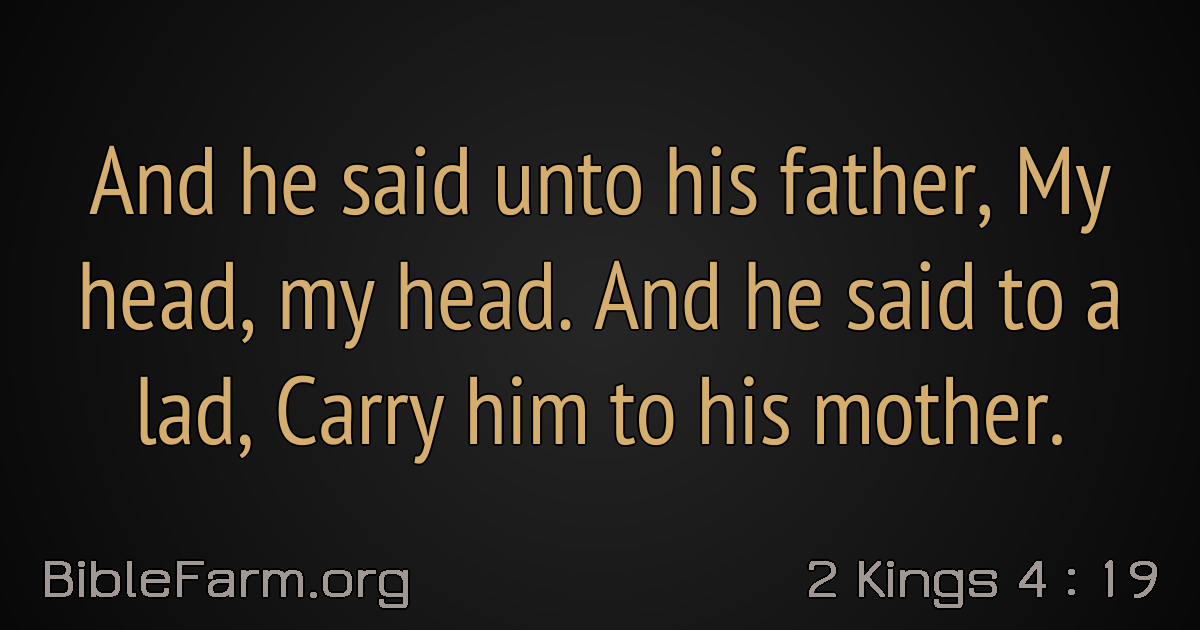 And he said unto his father, My
head, my head. And he said to a
lad, Carry him to his mother.
BibleFarm.org
2 Kings 4 : 19